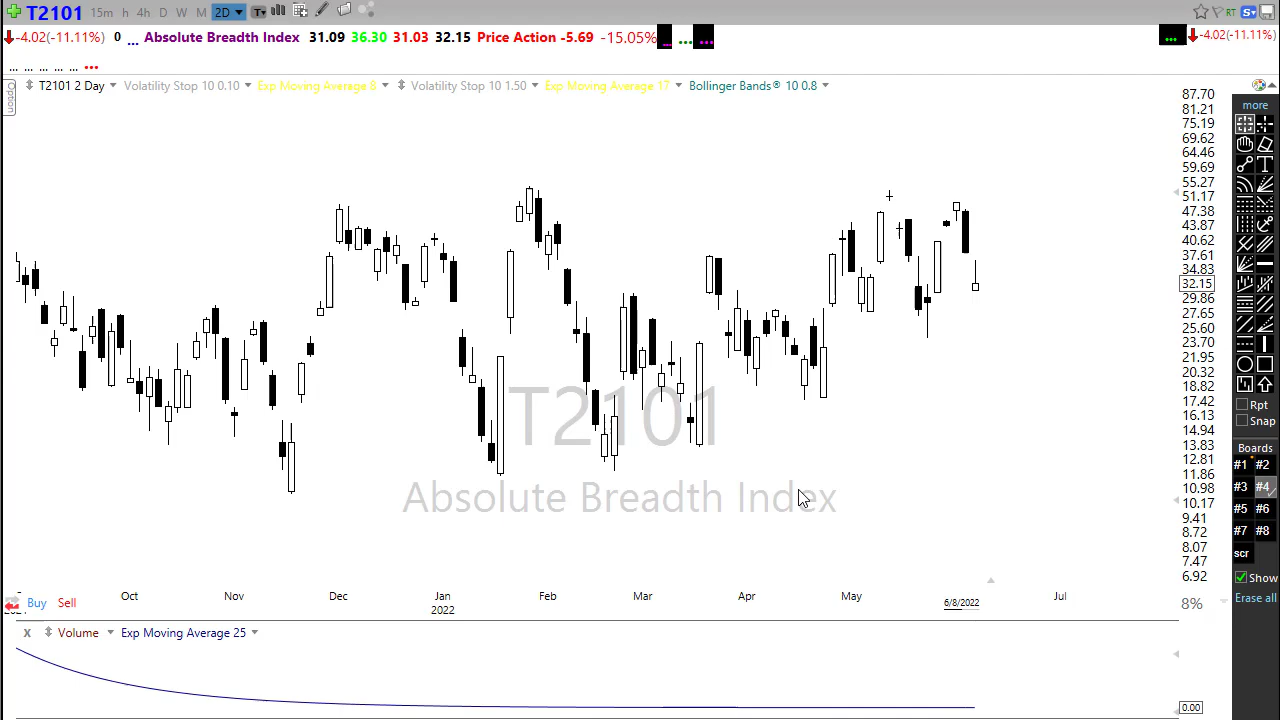 T2101 15m h 4h D W M 2D T▾ RT S
-4.02(-11.11%) 0 ... Absolute Breadth Index 31.09 36.30 31.03 32.15 Price Action -5.69 -15.05% ... ... ... ... -4.02(-11.11%)
... ... ... ... ... ...
Option T2101 2 Day Volatility Stop 10 0.10 Exp Moving Average 8 Volatility Stop 10 1.50 Exp Moving Average 17 Bollinger Bands® 10 0.8
87.70
81.21
75.19
69.62
64.46
59.69
55.27
51.17
47.38
43.87
40.62
37.61
34.83
32.15
29.86
27.65
25.60
23.70
21.95
20.32
18.82
17.42
16.13
14.94
13.83
12.81
11.86
10.98
10.17
9.41
8.72
8.07
7.47
6.92
8%
T2101
Absolute Breadth Index
Oct Nov Dec Jan Feb Mar Apr May Jul
2022 6/8/2022
Buy Sell
x Volume Exp Moving Average 25
0.00
more
T
Rpt
Snap
Boards
#1 #2
#3 #4
#5 #6
#7 #8
scr
Show
Erase all